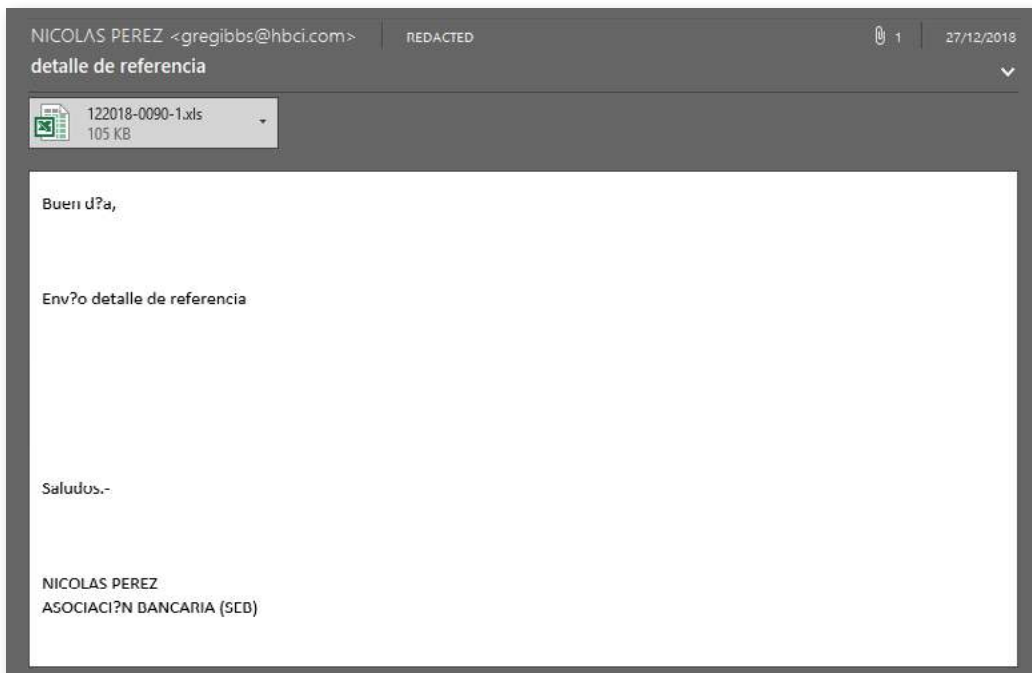 NICOLAS PEREZ <gregibbs@hbci.com> REDACTED 1 27/12/2018
detalle de referencia
122018-0090-1.xls
105 KB
Buen d?a,
Env?o detalle de referencia
Saludos.-
NICOLAS PEREZ
ASOCIACI?N BANCARIA (SEB)